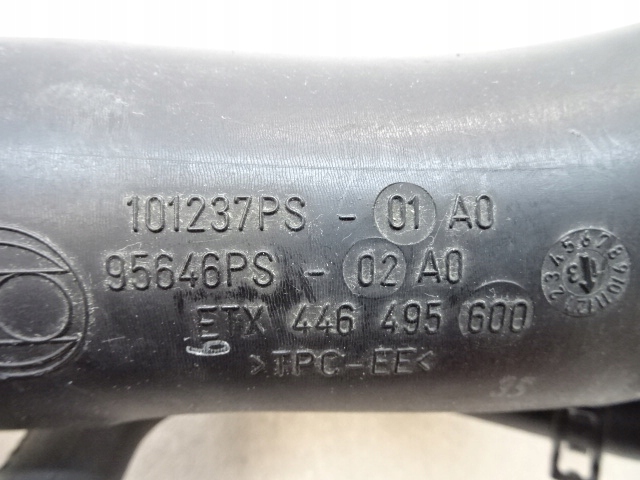 101237PS - 01 A0
95646PS - 02 A0
ETX 446 495 600
>TPC-EE<